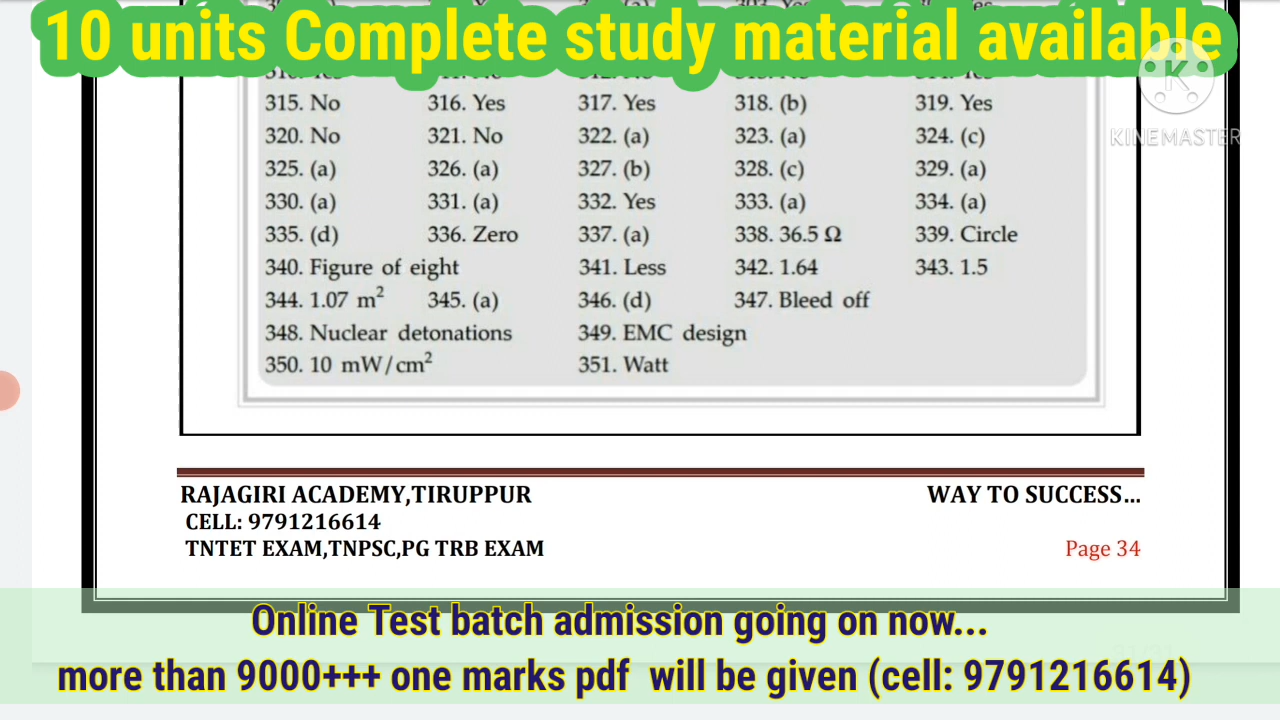 10 units Complete study material available
315. No 316. Yes 317. Yes 318. (b) 319. Yes
320. No 321. No 322. (a) 323. (a) 324. (c)
325. (a) 326. (a) 327. (b) 328. (c) 329. (a)
330. (a) 331. (a) 332. Yes 333. (a) 334. (a)
335. (d) 336. Zero 337. (a) 338. 36.5 Ω 339. Circle
340. Figure of eight 341. Less 342. 1.64 343. 1.5
344. 1.07 m² 345. (a) 346. (d) 347. Bleed off
348. Nuclear detonations 349. EMC design
350. 10 mW/cm² 351. Watt
K
KINEMASTER
RAJAGIRI ACADEMY,TIRUPPUR WAY TO SUCCESS...
CELL: 9791216614
TNTET EXAM,TNPSC,PG TRB EXAM Page 34
Online Test batch admission going on now...
more than 9000+++ one marks pdf will be given (cell: 9791216614)